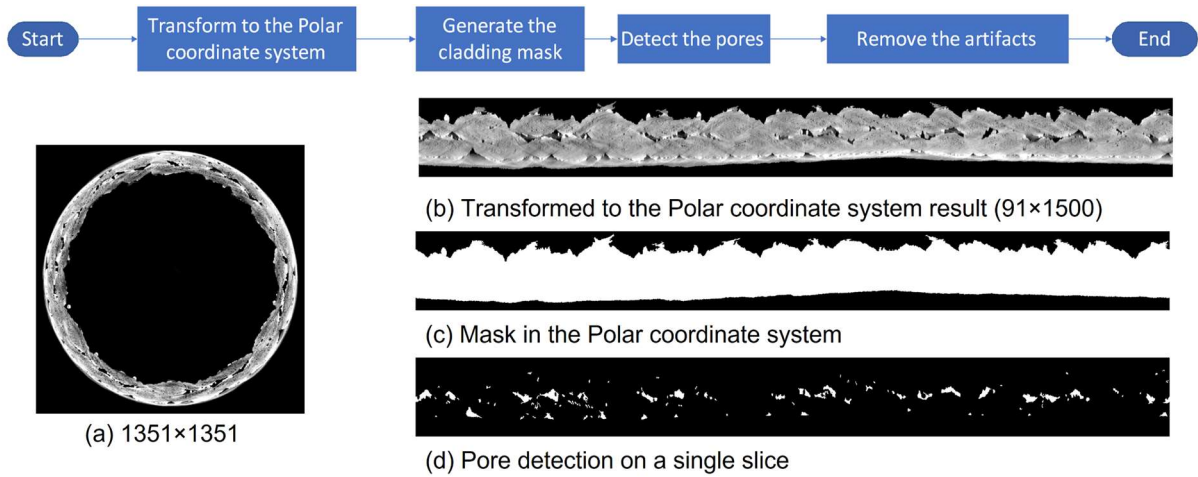 Start
Transform to the Polar
coordinate system
Generate the
cladding mask
Detect the pores
Remove the artifacts
End
(a) 1351×1351
(b) Transformed to the Polar coordinate system result (91×1500)
(c) Mask in the Polar coordinate system
(d) Pore detection on a single slice